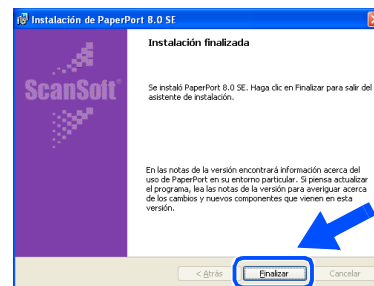 Instalación de PaperPort 8.0 SE
Instalación finalizada
ScanSoft®
Se instaló PaperPort 8.0 SE. Haga clic en Finalizar para salir del
asistente de instalación.
En las notas de la versión encontrará información acerca del
uso de PaperPort en su entorno particular. Si piensa actualizar
el programa, lea las notas de la versión para averiguar acerca
de los cambios y nuevos componentes que vienen en esta
versión.
< Atrás
Finalizar
Cancelar